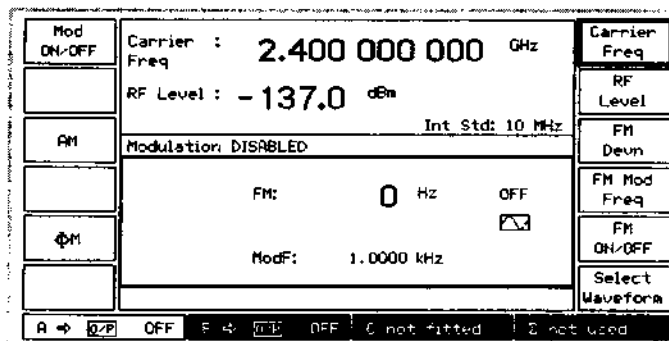 Mod
ON/OFF
AM
ΦM
Carrier Freq : 2.400 000 000 GHz
RF Level : -137.0 dBm
Int Std: 10 MHz
Modulation: DISABLED
FM: 0 Hz OFF
ModF: 1.0000 kHz
Carrier
Freq
RF
Level
FM
Devn
FM Mod
Freq
FM
ON/OFF
Select
Waveform
A ⇨ O/P OFF
O/P OFF
C not fitted
not used